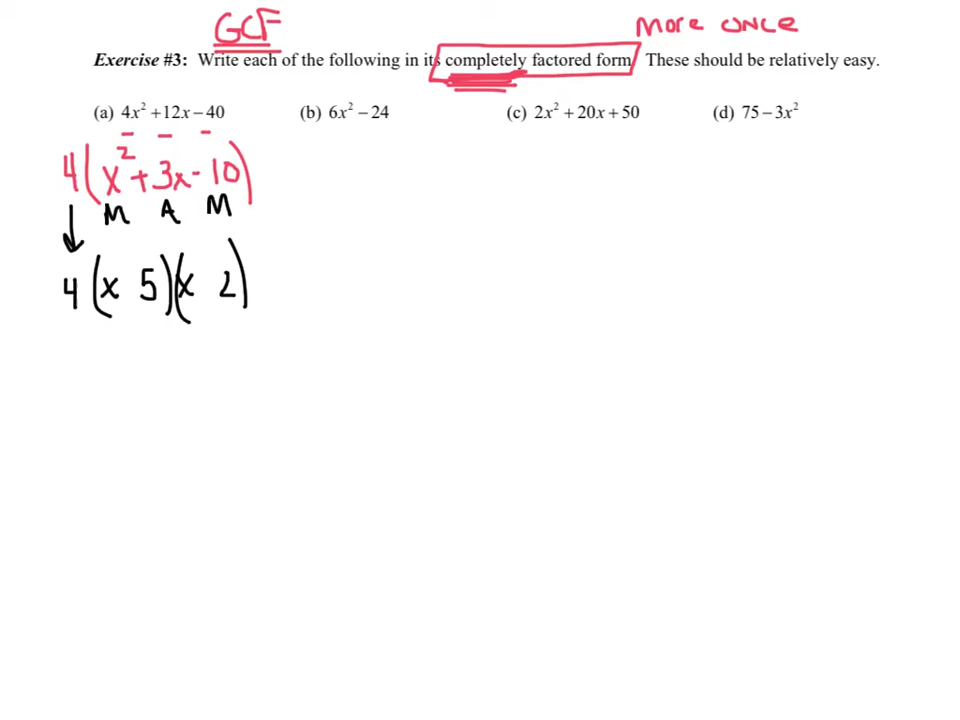 GCF
MORE ONCE
Exercise #3: Write each of the following in its completely factored form. These should be relatively easy.
(a) 4x² + 12x − 40 (b) 6x² − 24 (c) 2x² + 20x + 50 (d) 75 − 3x²
4(x² + 3x - 10)
M A M
4(x 5)(x 2)